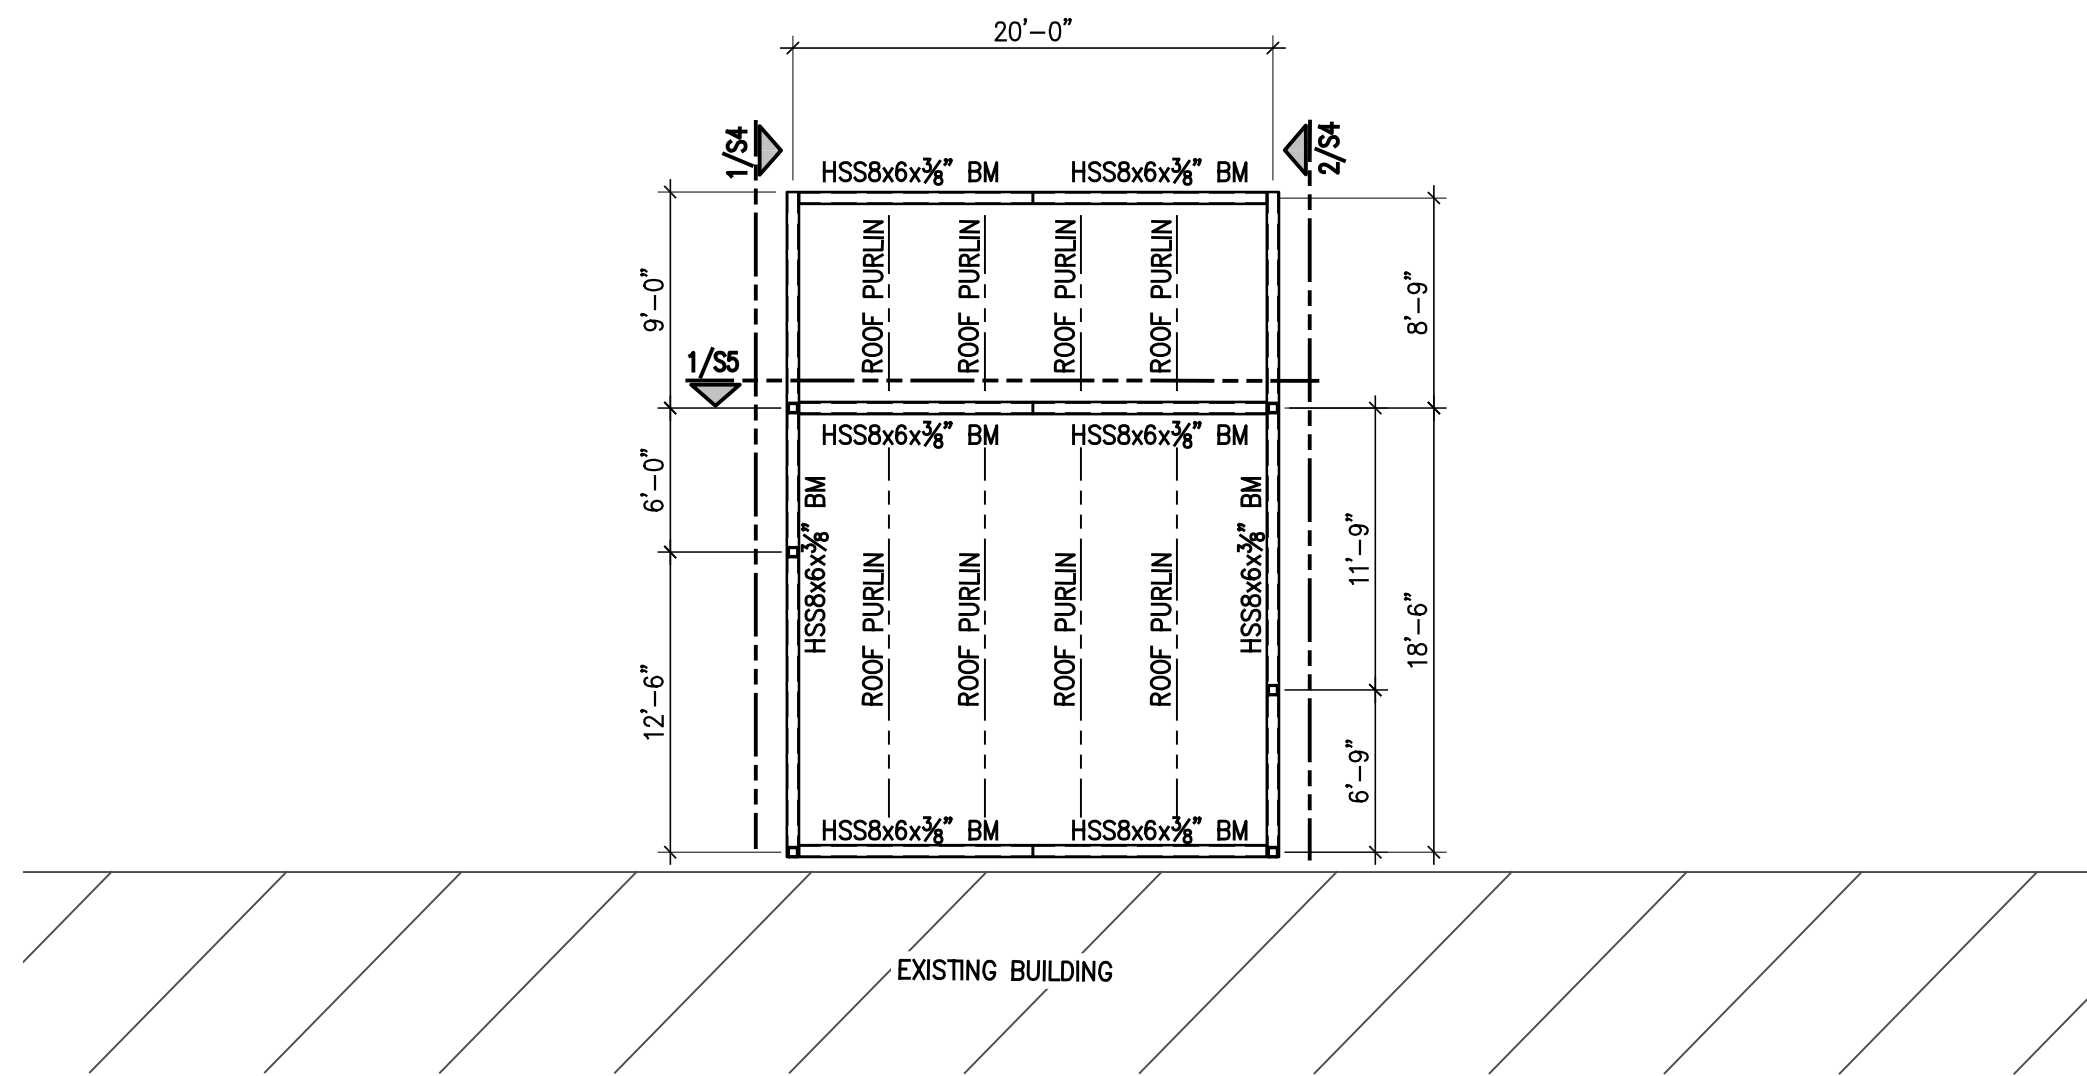 20'-0"
1/S4
2/S4
HSS8x6x⅜" BM
HSS8x6x⅜" BM
9'-0"
ROOF PURLIN
ROOF PURLIN
ROOF PURLIN
ROOF PURLIN
8'-9"
1/S5
HSS8x6x⅜" BM
HSS8x6x⅜" BM
6'-0"
HSS8x6x⅜" BM
HSS8x6x⅜" BM
11'-9"
18'-6"
ROOF PURLIN
ROOF PURLIN
ROOF PURLIN
ROOF PURLIN
12'-6"
6'-9"
HSS8x6x⅜" BM
HSS8x6x⅜" BM
EXISTING BUILDING